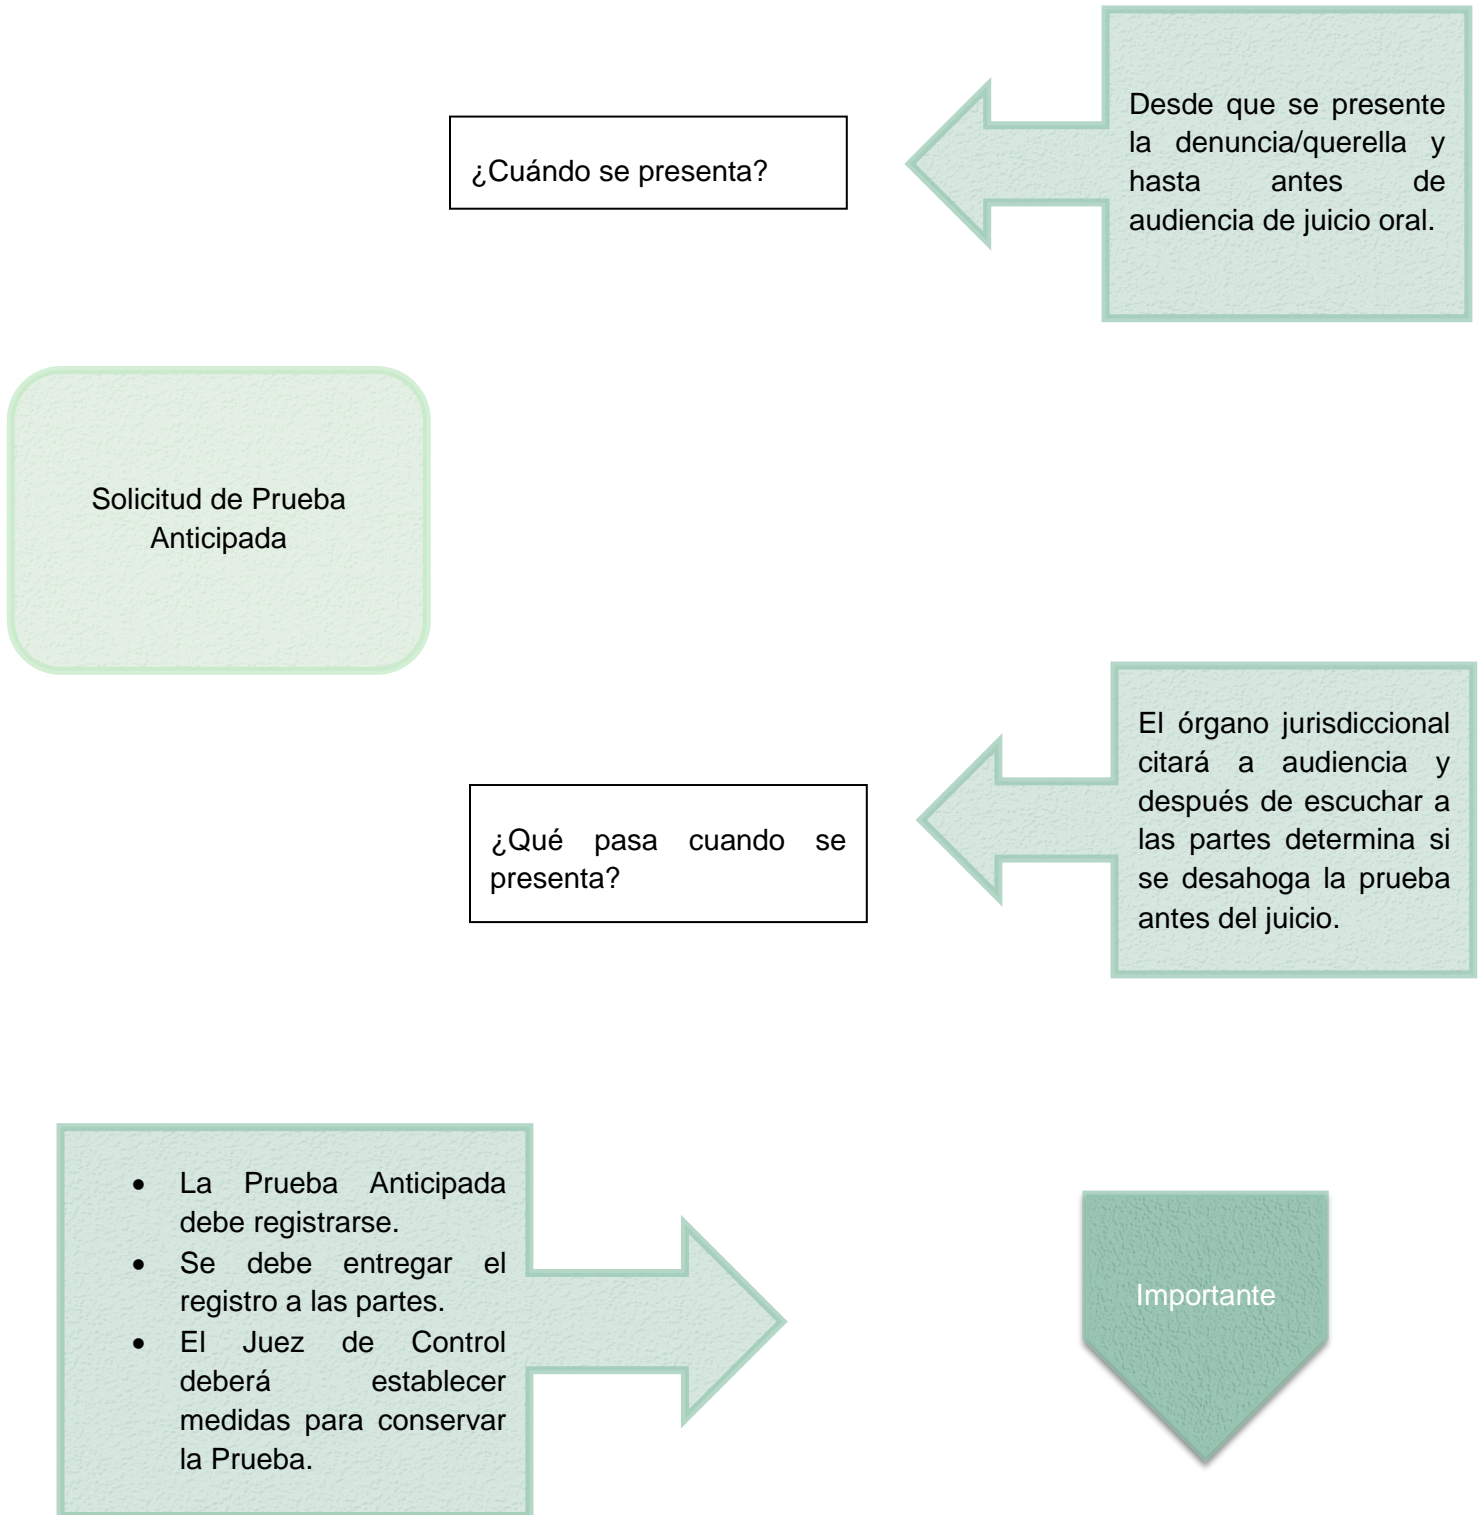 ¿Cuándo se presenta?
Desde que se presente
la denuncia/querella y
hasta antes de
audiencia de juicio oral.
Solicitud de Prueba
Anticipada
¿Qué pasa cuando se
presenta?
El órgano jurisdiccional
citará a audiencia y
después de escuchar a
las partes determina si
se desahoga la prueba
antes del juicio.
• La Prueba Anticipada
debe registrarse.
• Se debe entregar el
registro a las partes.
• El Juez de Control
deberá establecer
medidas para conservar
la Prueba.
Importante